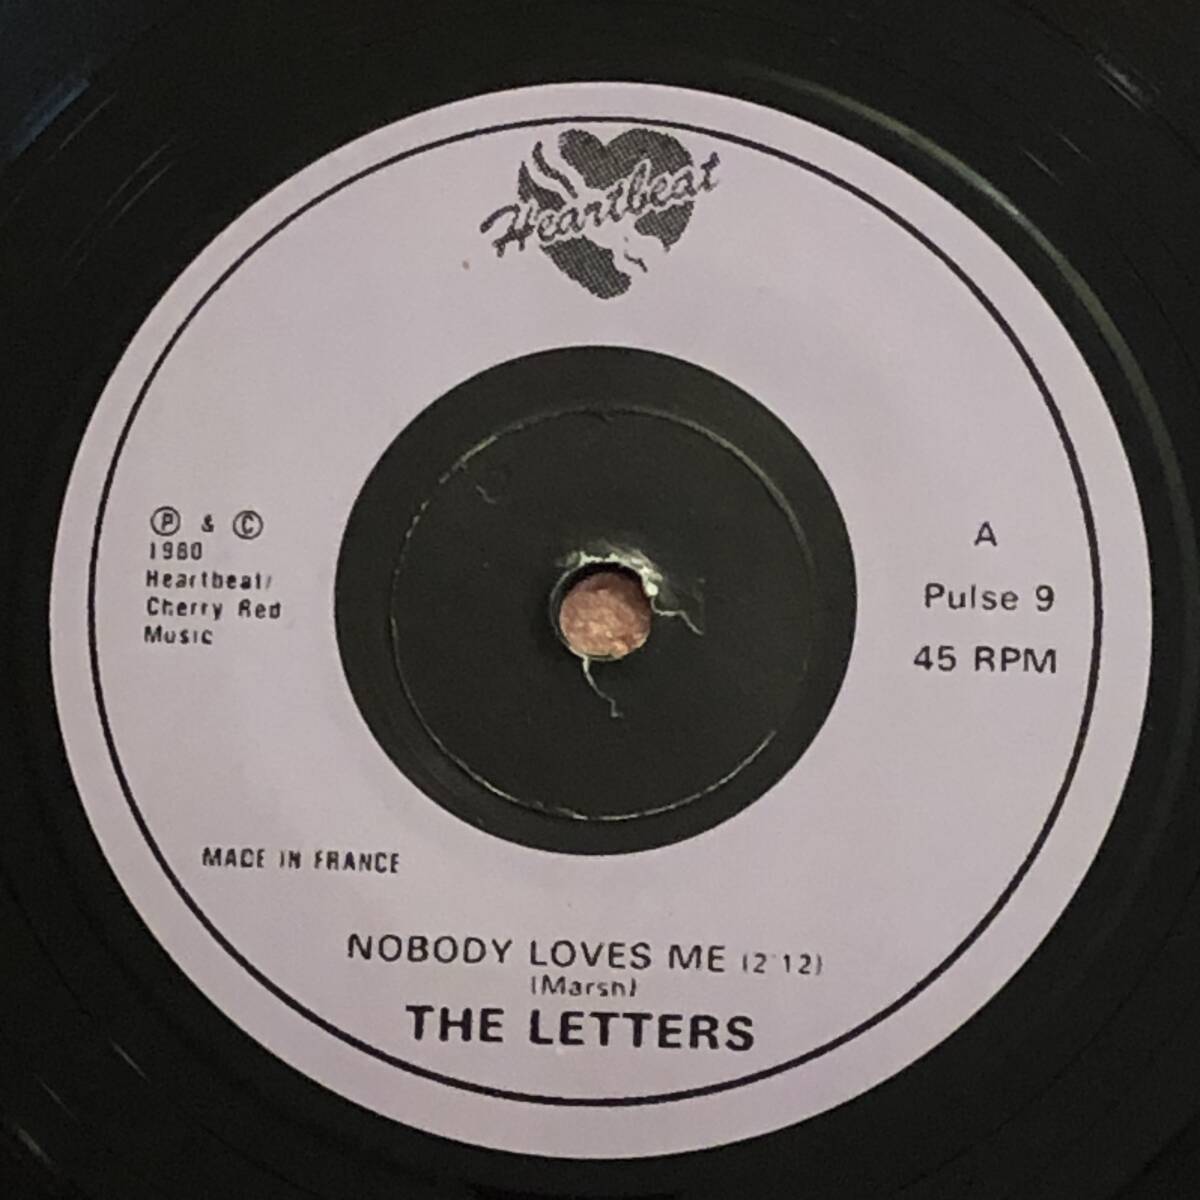 Heartbeat
Ⓟ & Ⓒ
1980
Heartbeat/
Cherry Red
Music
A
Pulse 9
45 RPM
MADE IN FRANCE
NOBODY LOVES ME (2'12)
(Marsh)
THE LETTERS